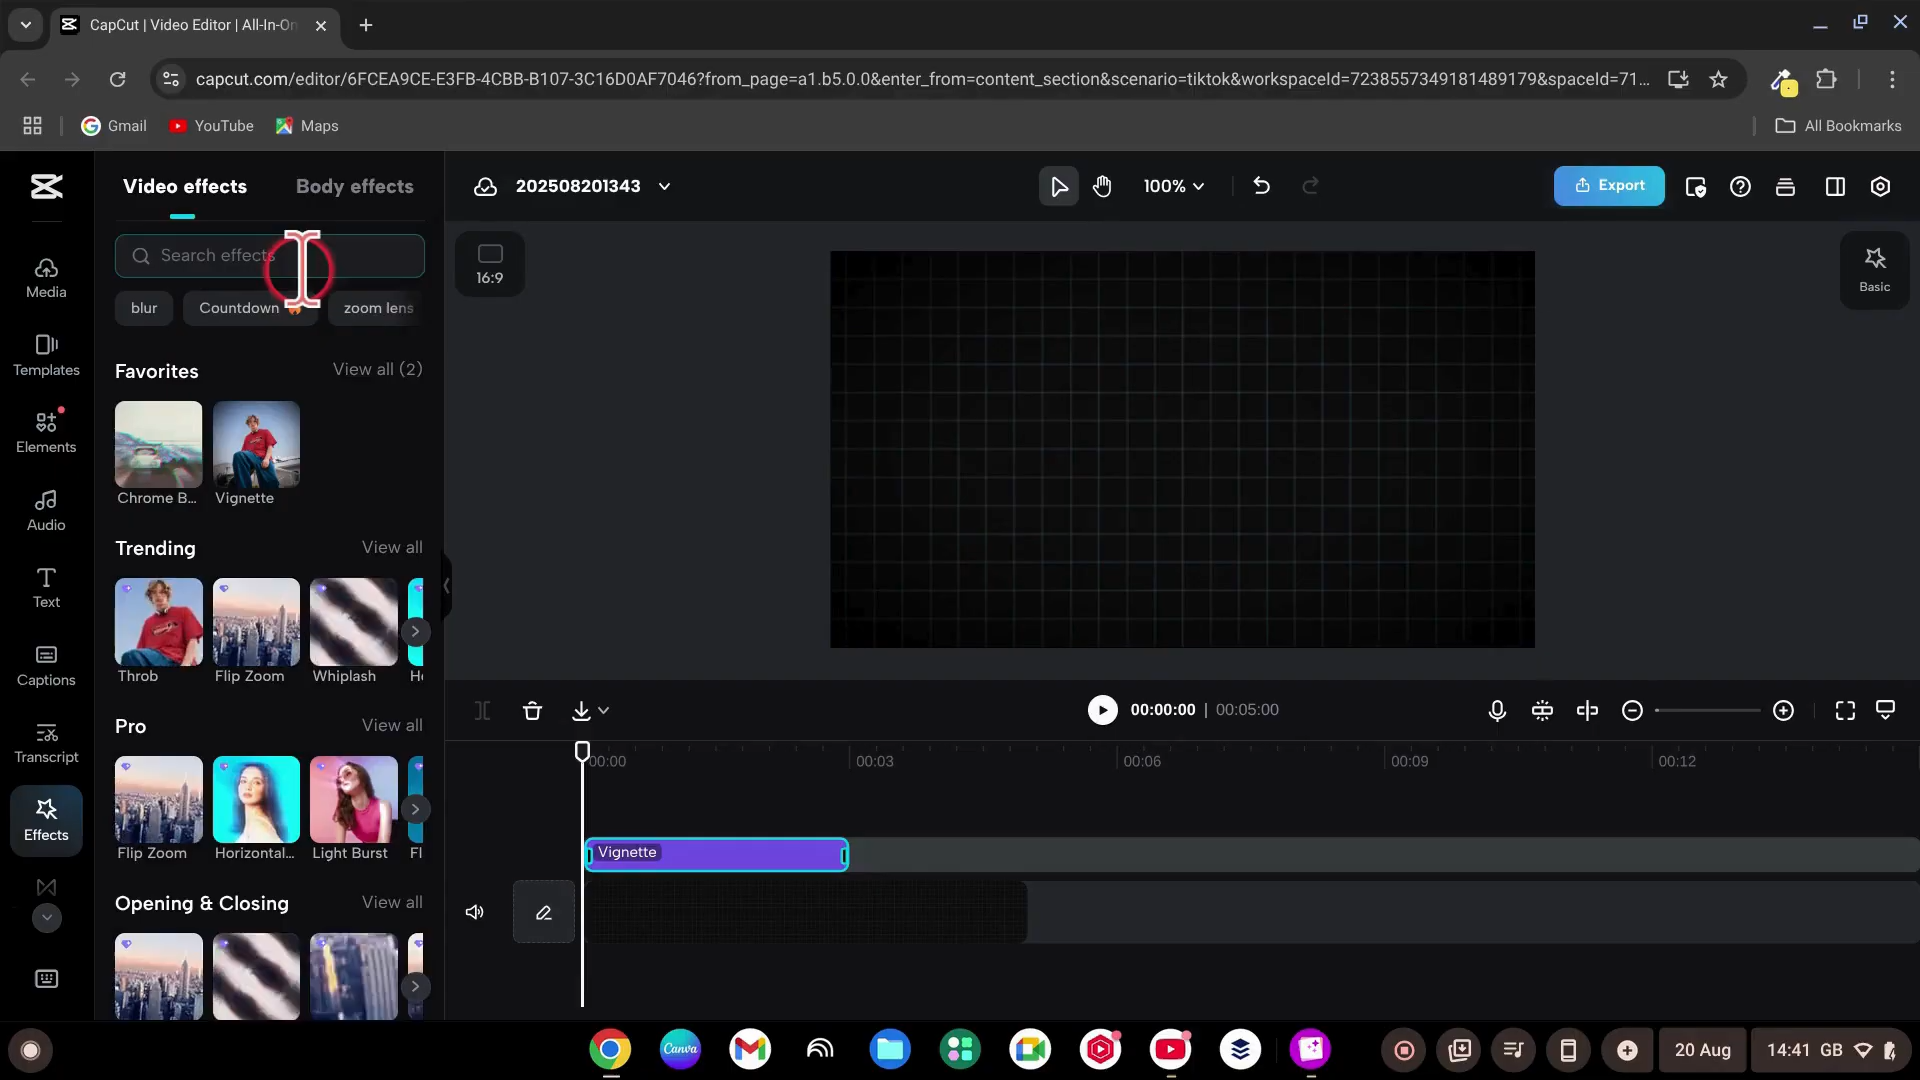 CapCut | Video Editor | All-In-On
capcut.com/editor/6FCEA9CE-E3FB-4CBB-B107-3C16D0AF7046?from_page=a1.b5.0.0&enter_from=content_section&scenario=tiktok&workspaceId=7238557349181489179&spaceId=71...
Gmail
YouTube
Maps
All Bookmarks
Video effects
Body effects
202508201343
100%
Export
Search effects
16:9
Basic
Media
blur
Countdown
zoom lens
Templates
Favorites
View all (2)
Elements
Chrome B...
Vignette
Audio
Trending
View all
Text
Throb
Flip Zoom
Whiplash
Captions
Pro
View all
00:00:00 | 00:05:00
Transcript
00:00
00:03
00:06
00:09
00:12
Effects
Flip Zoom
Horizontal...
Light Burst
Fl
Vignette
Opening & Closing
View all
Canva
20 Aug
14:41 GB